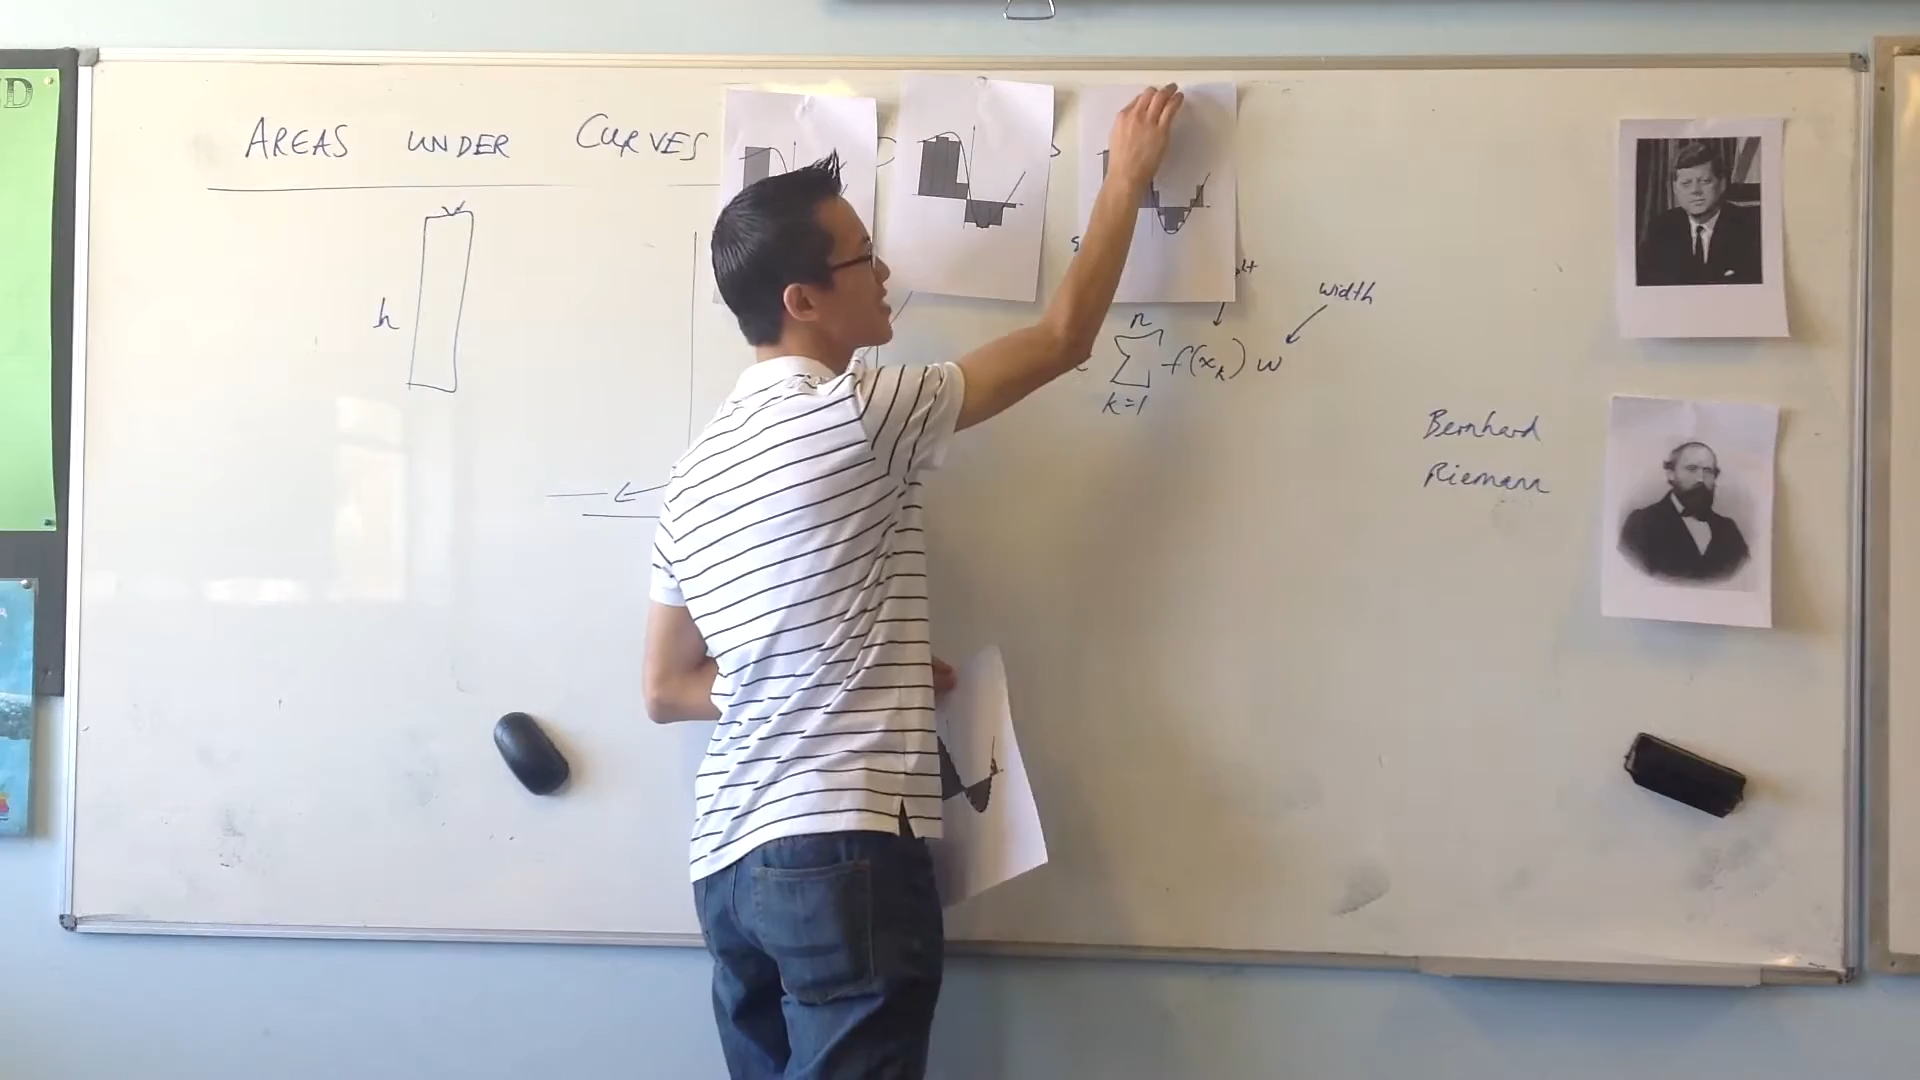 AREAS UNDER CURVES
h
width
n
∑ f(xₖ) w
k=1
Bernhard
Riemann
D